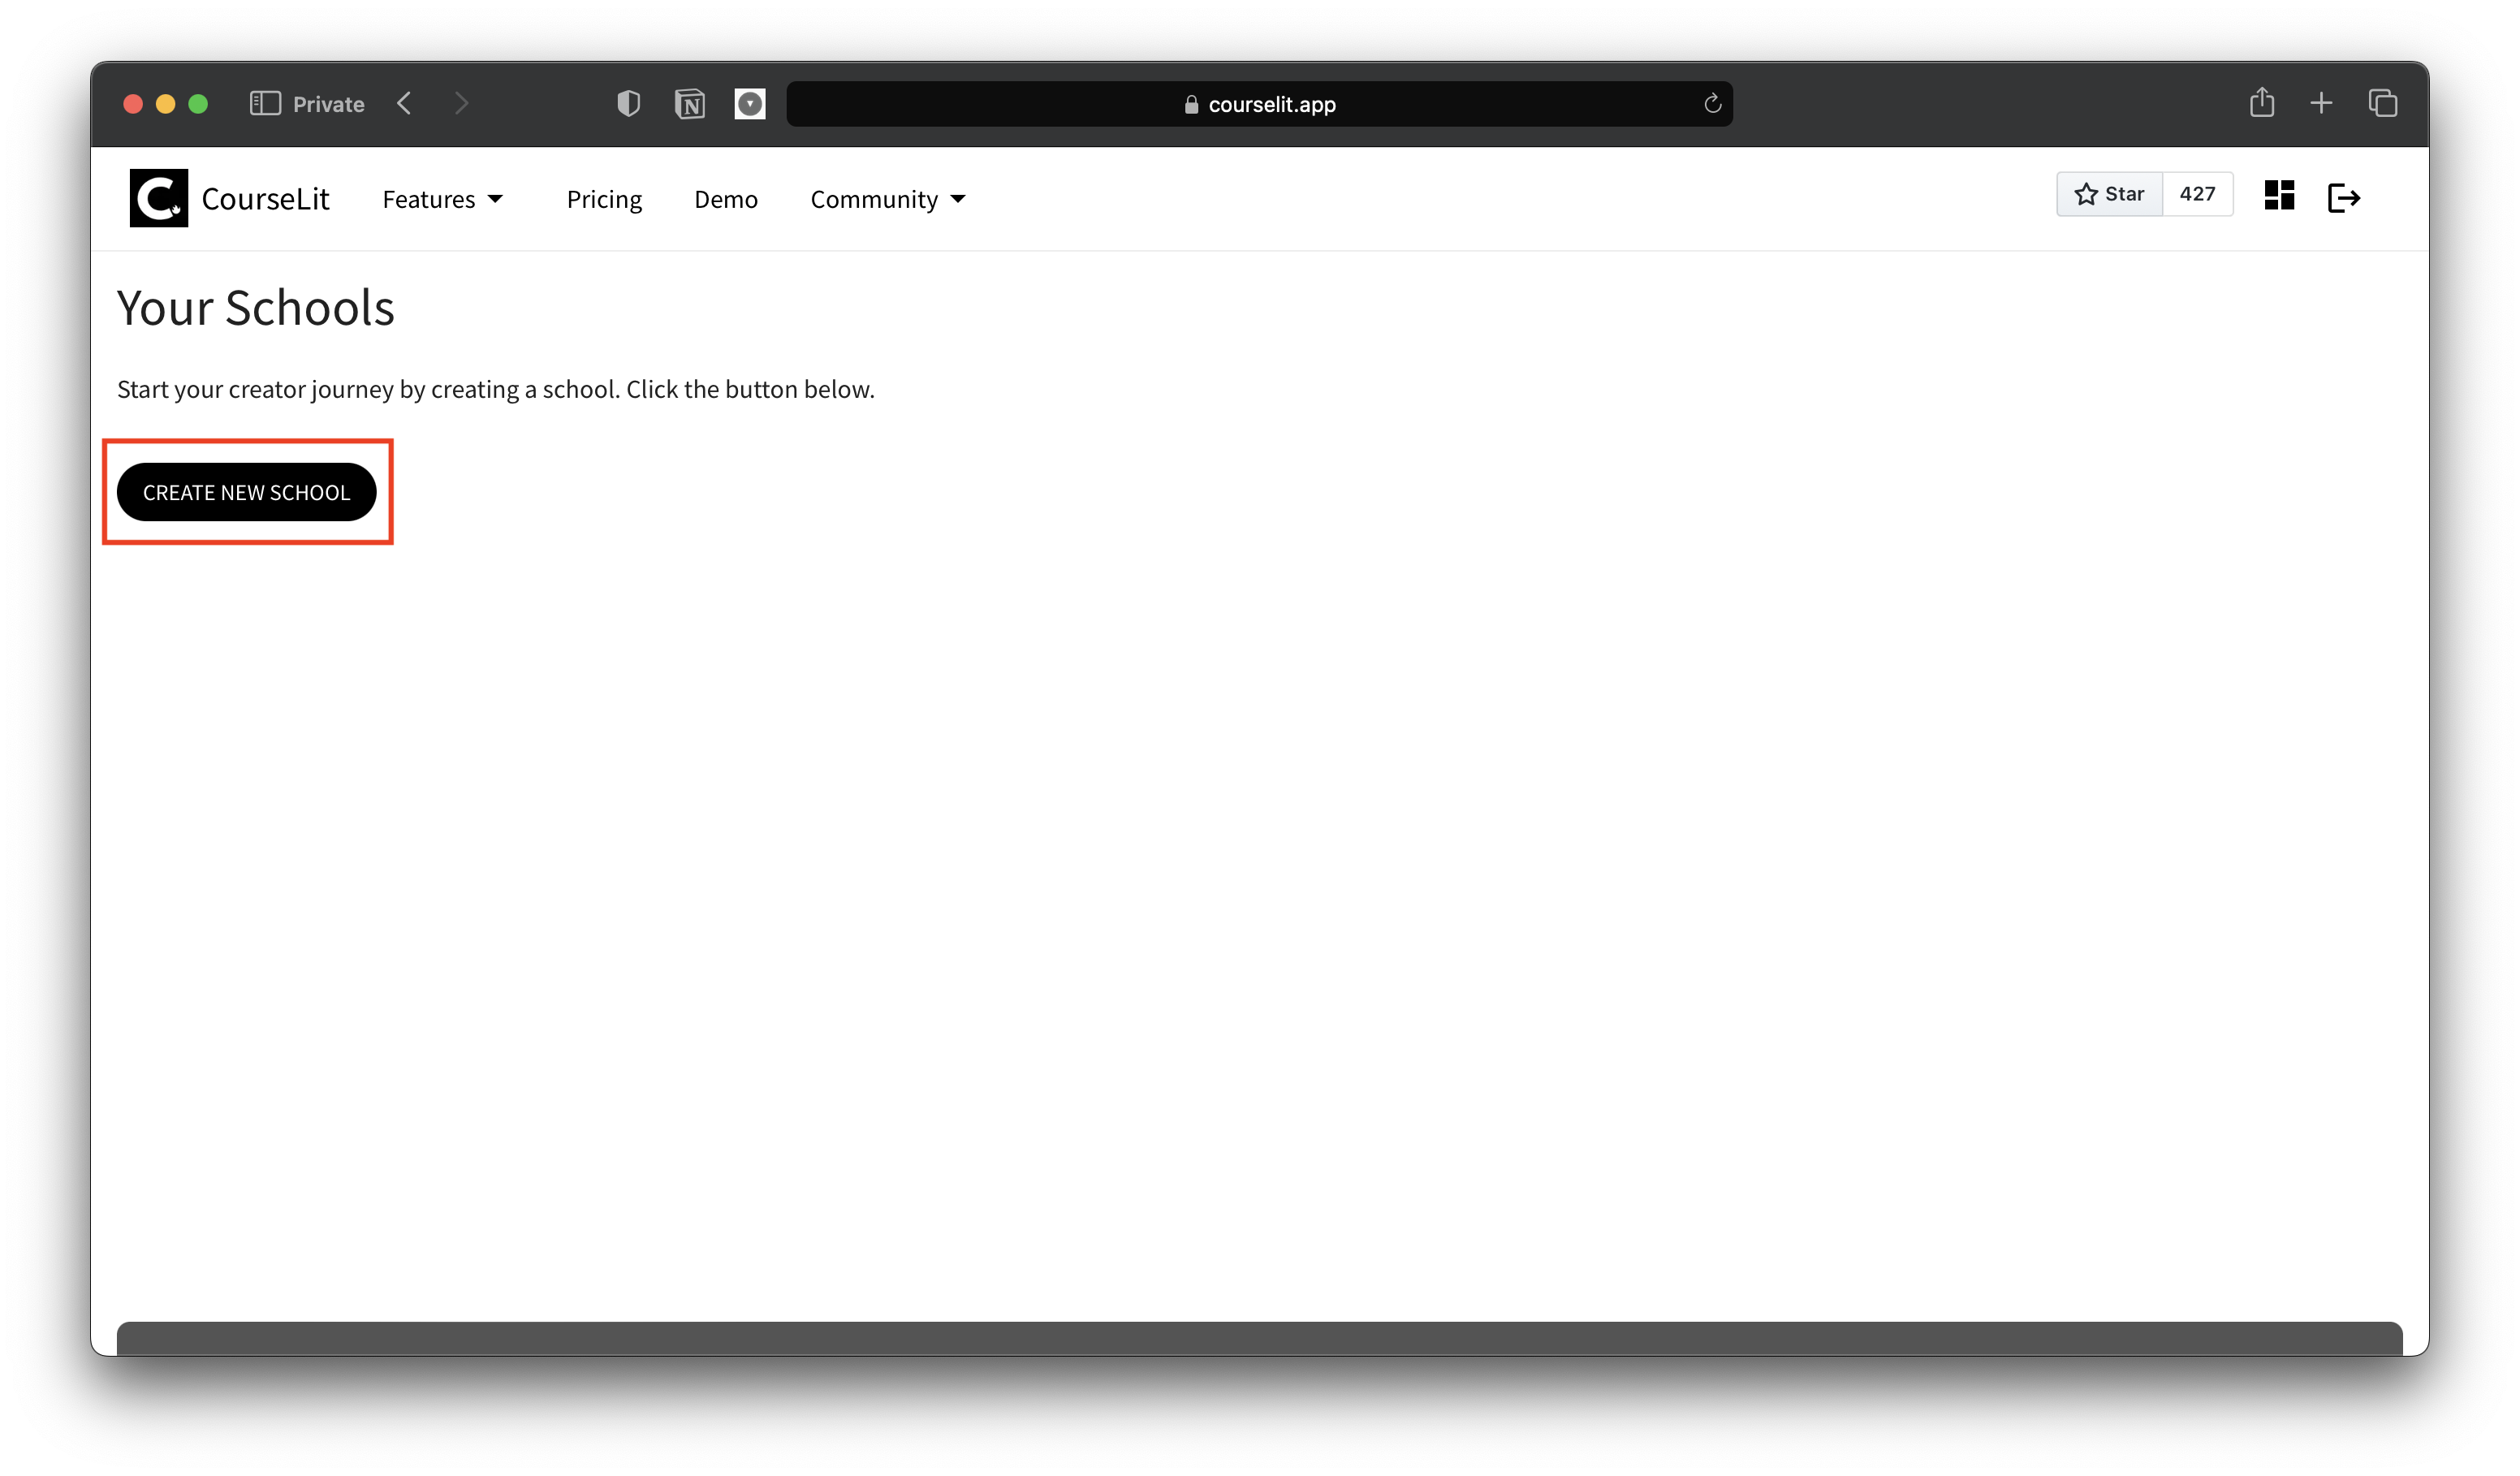 Private
courselit.app
CourseLit Features Pricing Demo Community Star 427
Your Schools
Start your creator journey by creating a school. Click the button below.
CREATE NEW SCHOOL